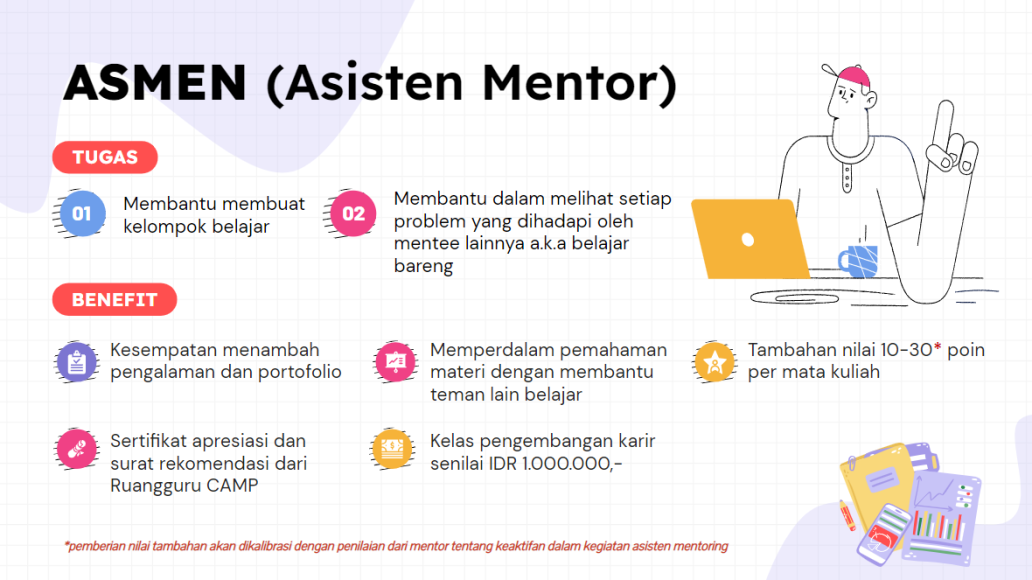 ASMEN (Asisten Mentor)
TUGAS
01
Membantu membuat
kelompok belajar
02
Membantu dalam melihat setiap
problem yang dihadapi oleh
mentee lainnya a.k.a belajar
bareng
BENEFIT
Kesempatan menambah
pengalaman dan portofolio
Memperdalam pemahaman
materi dengan membantu
teman lain belajar
Tambahan nilai 10-30* poin
per mata kuliah
Sertifikat apresiasi dan
surat rekomendasi dari
Ruangguru CAMP
Kelas pengembangan karir
senilai IDR 1.000.000,-
*pemberian nilai tambahan akan dikalibrasi dengan penilaian dari mentor tentang keaktifan dalam kegiatan asisten mentoring